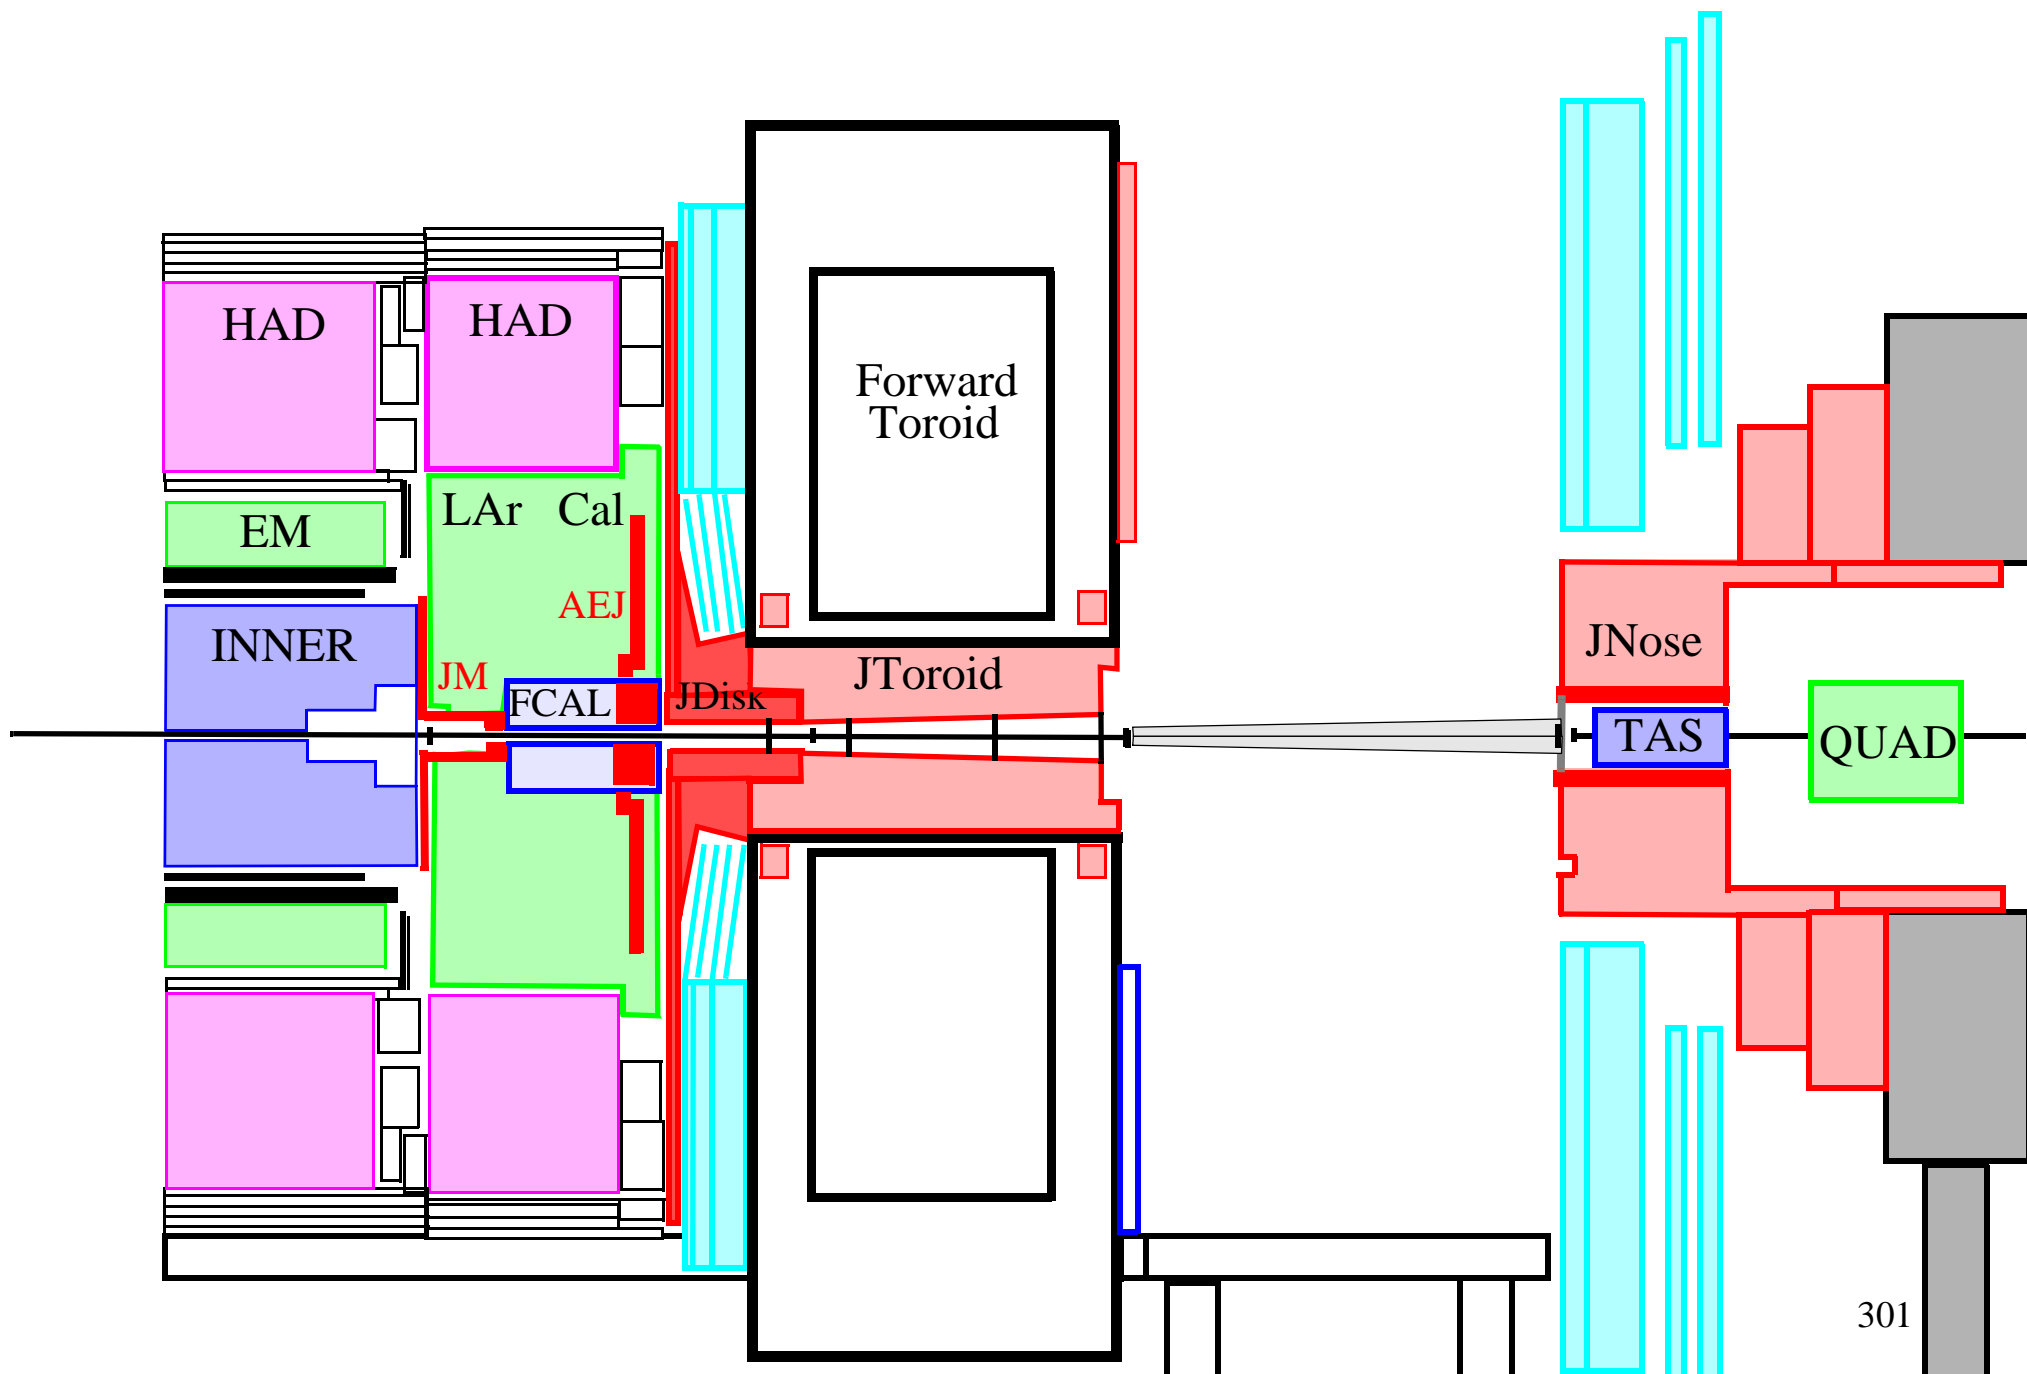 HAD
HAD
Forward
Toroid
LAr Cal
EM
AEJ
INNER
JNose
JM
JToroid
FCAL
JDisk
TAS
QUAD
301